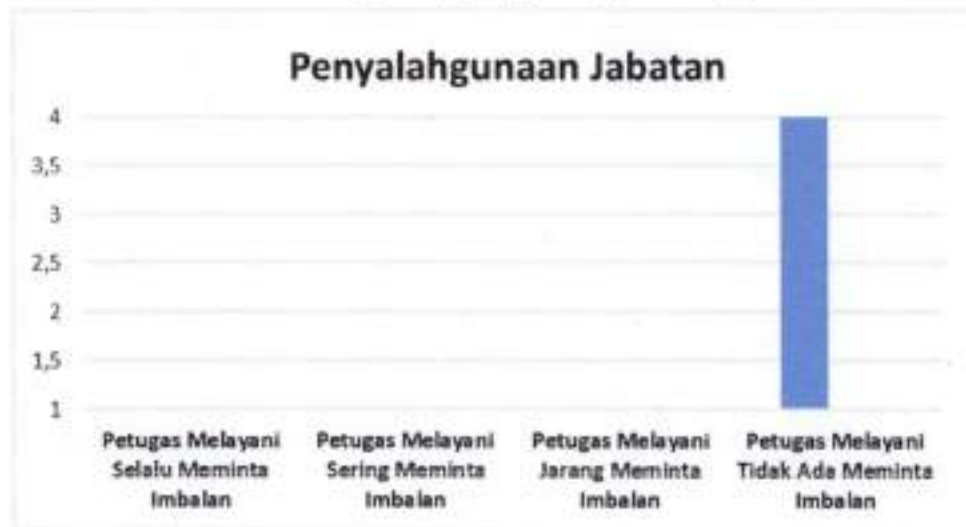 Penyalahgunaan Jabatan
4
3,5
3
2,5
2
1,5
1
Petugas Melayani
Selalu Meminta
Imbalan
Petugas Melayani
Sering Meminta
Imbalan
Petugas Melayani
Jarang Meminta
Imbalan
Petugas Melayani
Tidak Ada Meminta
Imbalan